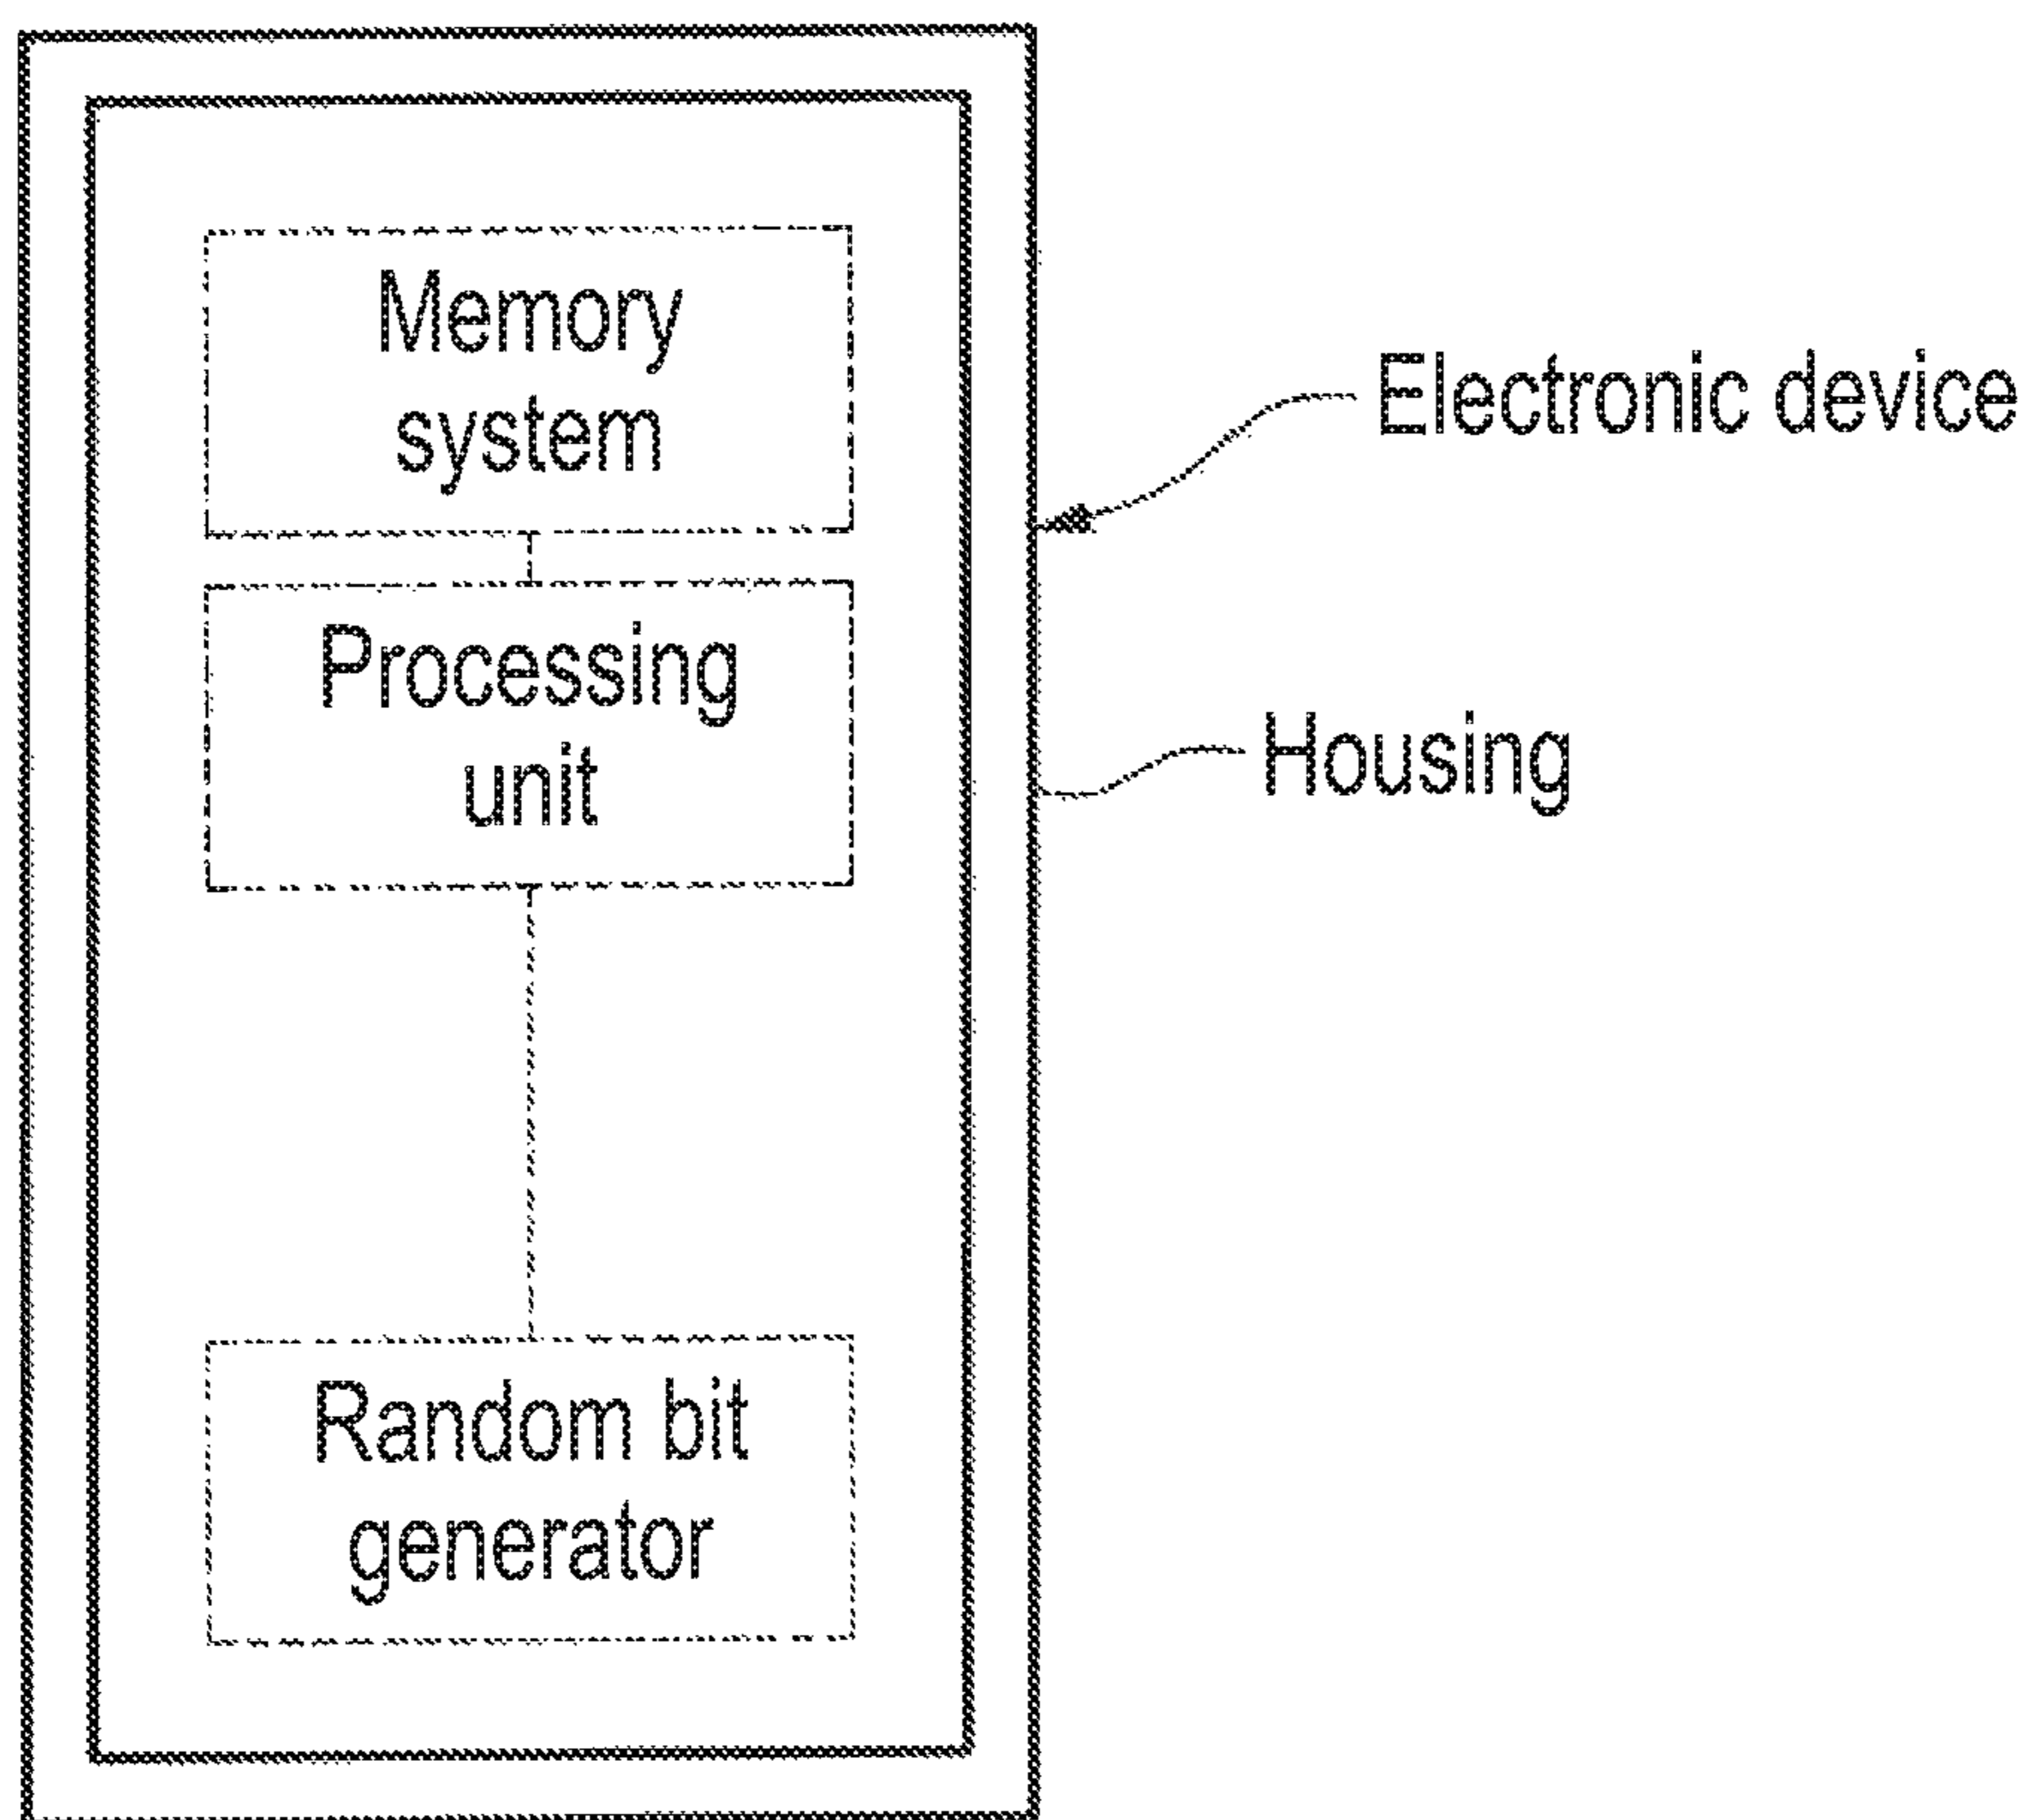 Memory
system
Processing
unit
Random bit
generator
Electronic device
Housing